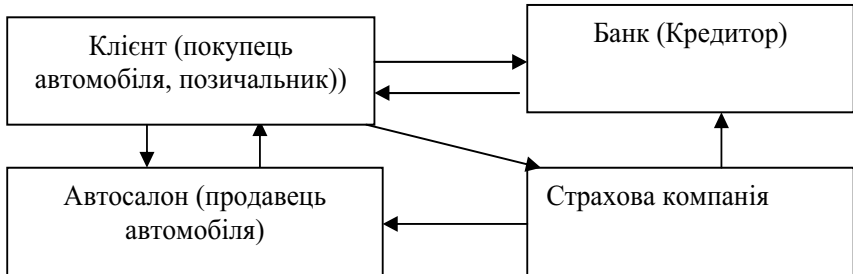 Клієнт (покупець
автомобіля, позичальник))
Банк (Кредитор)
Автосалон (продавець
автомобіля)
Страхова компанія